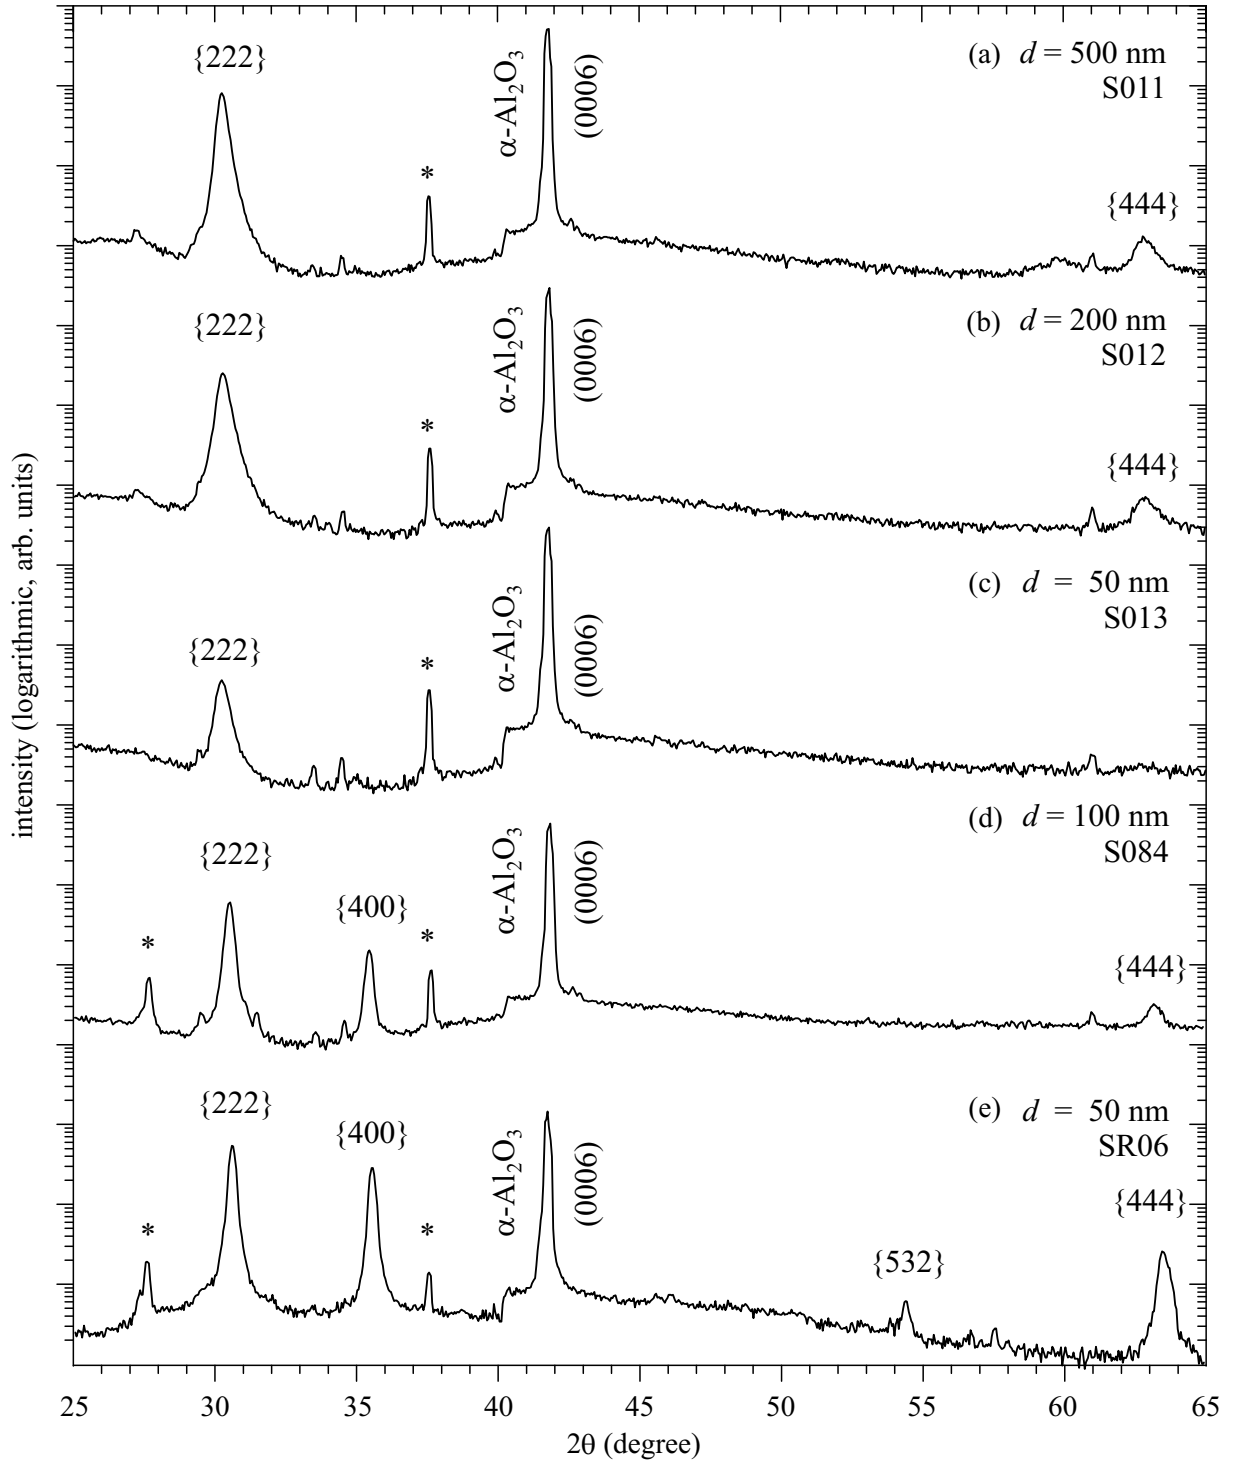 {222}
α-Al₂O₃
(0006)
(a) d = 500 nm
S011
*
{444}
{222}
α-Al₂O₃
(0006)
(b) d = 200 nm
S012
*
{444}
{222}
α-Al₂O₃
(0006)
(c) d = 50 nm
S013
*
{222}
{400}
α-Al₂O₃
(0006)
(d) d = 100 nm
S084
*
*
{444}
{222}
{400}
α-Al₂O₃
(0006)
(e) d = 50 nm
SR06
*
*
{532}
{444}
intensity (logarithmic, arb. units)
25 30 35 40 45 50 55 60 65
2θ (degree)